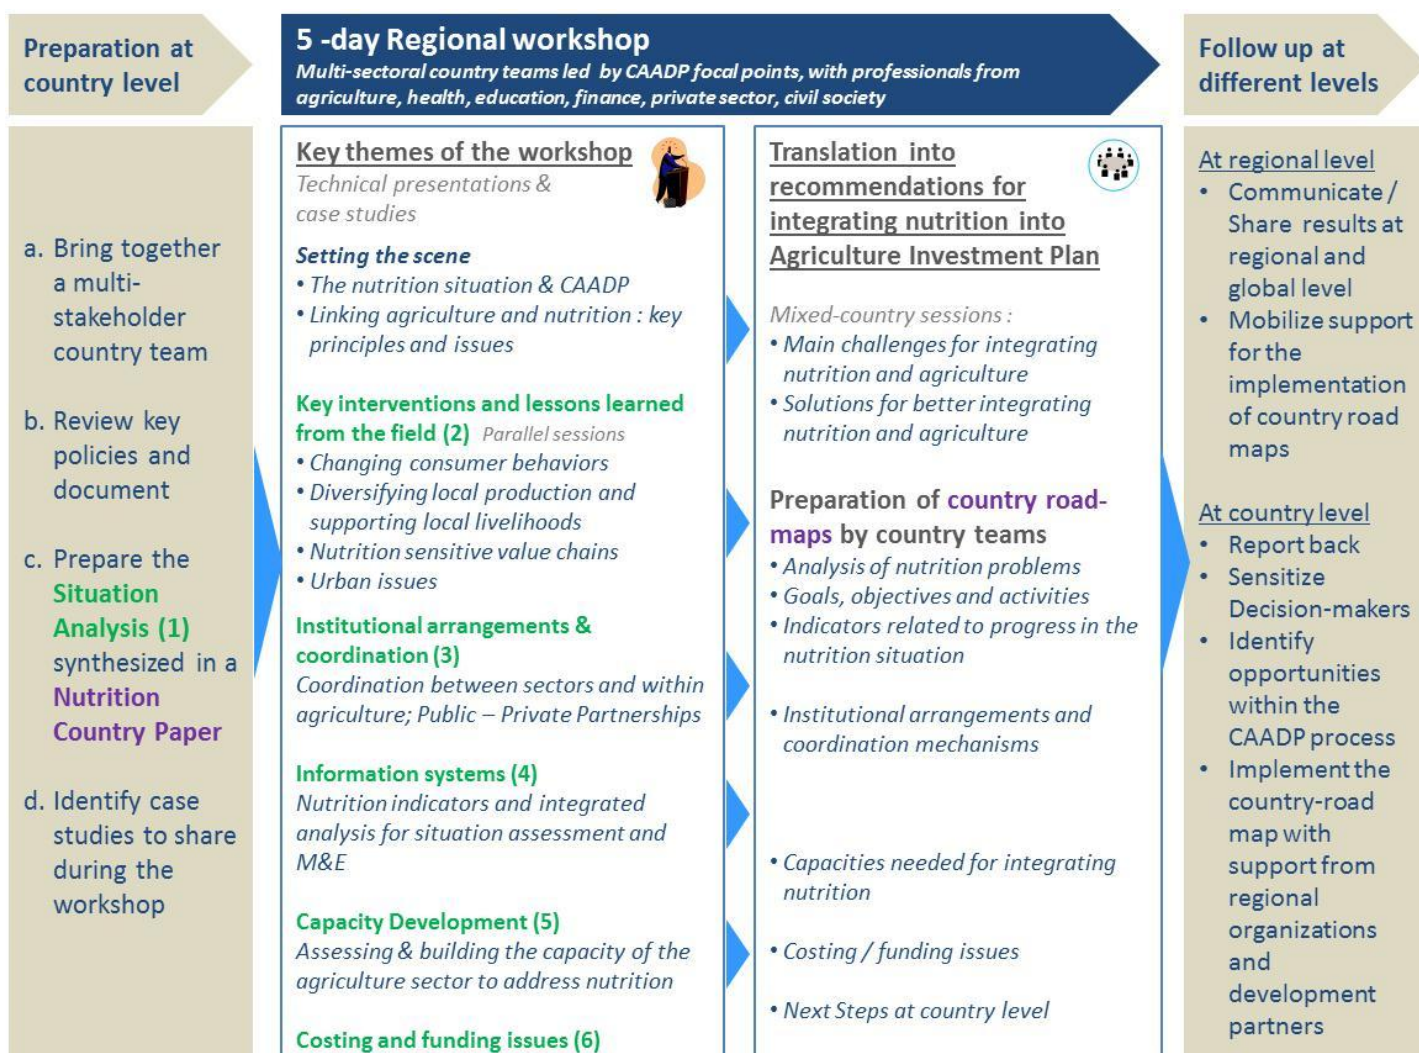 Preparation at
country level
5 -day Regional workshop
Multi-sectoral country teams led by CAADP focal points, with professionals from
agriculture, health, education, finance, private sector, civil society
Follow up at
different levels
a. Bring together
a multi-
stakeholder
country team
b. Review key
policies and
document
c. Prepare the
Situation
Analysis (1)
synthesized in a
Nutrition
Country Paper
d. Identify case
studies to share
during the
workshop
Key themes of the workshop
Technical presentations &
case studies
Setting the scene
• The nutrition situation & CAADP
• Linking agriculture and nutrition : key
principles and issues
Key interventions and lessons learned
from the field (2) Parallel sessions
• Changing consumer behaviors
• Diversifying local production and
supporting local livelihoods
• Nutrition sensitive value chains
• Urban issues
Institutional arrangements &
coordination (3)
Coordination between sectors and within
agriculture; Public – Private Partnerships
Information systems (4)
Nutrition indicators and integrated
analysis for situation assessment and
M&E
Capacity Development (5)
Assessing & building the capacity of the
agriculture sector to address nutrition
Costing and funding issues (6)
Translation into
recommendations for
integrating nutrition into
Agriculture Investment Plan
Mixed-country sessions :
• Main challenges for integrating
nutrition and agriculture
• Solutions for better integrating
nutrition and agriculture
Preparation of country road-
maps by country teams
• Analysis of nutrition problems
• Goals, objectives and activities
• Indicators related to progress in the
nutrition situation
• Institutional arrangements and
coordination mechanisms
• Capacities needed for integrating
nutrition
• Costing / funding issues
• Next Steps at country level
At regional level
• Communicate /
Share results at
regional and
global level
• Mobilize support
for the
implementation
of country road
maps
At country level
• Report back
• Sensitize
Decision-makers
• Identify
opportunities
within the
CAADP process
• Implement the
country-road
map with
support from
regional
organizations
and
development
partners